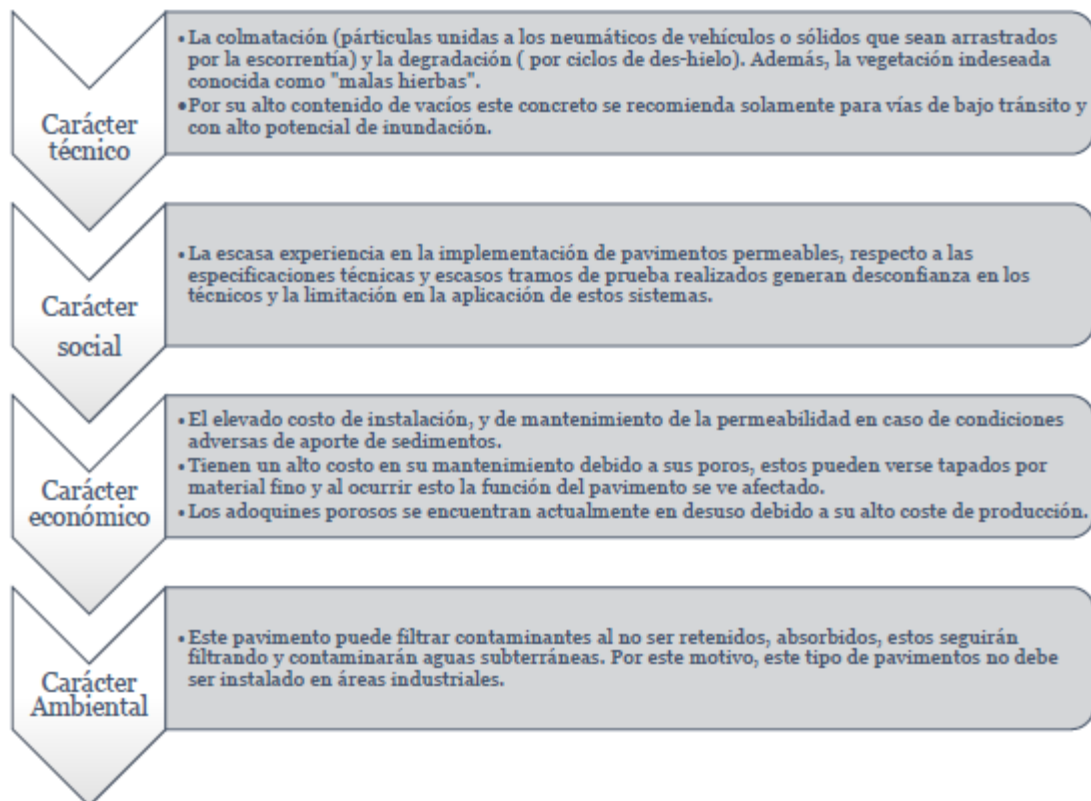 Carácter
técnico
• La colmatación (párticulas unidas a los neumáticos de vehículos o sólidos que sean arrastrados
por la escorrentía) y la degradación ( por ciclos de des-hielo). Además, la vegetación indeseada
conocida como "malas hierbas".
• Por su alto contenido de vacíos este concreto se recomienda solamente para vías de bajo tránsito y
con alto potencial de inundación.
Carácter
social
• La escasa experiencia en la implementación de pavimentos permeables, respecto a las
especificaciones técnicas y escasos tramos de prueba realizados generan desconfianza en los
técnicos y la limitación en la aplicación de estos sistemas.
Carácter
económico
• El elevado costo de instalación, y de mantenimiento de la permeabilidad en caso de condiciones
adversas de aporte de sedimentos.
• Tienen un alto costo en su mantenimiento debido a sus poros, estos pueden verse tapados por
material fino y al ocurrir esto la función del pavimento se ve afectado.
• Los adoquines porosos se encuentran actualmente en desuso debido a su alto coste de producción.
Carácter
Ambiental
• Este pavimento puede filtrar contaminantes al no ser retenidos, absorbidos, estos seguirán
filtrando y contaminarán aguas subterráneas. Por este motivo, este tipo de pavimentos no debe
ser instalado en áreas industriales.